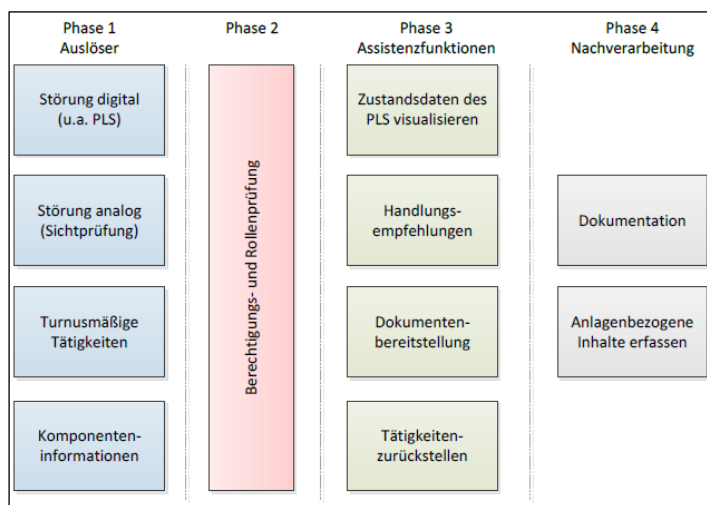 Phase 1
Auslöser
Störung digital
(u.a. PLS)
Störung analog
(Sichtprüfung)
Turnusmäßige
Tätigkeiten
Komponenten-
informationen
Phase 2
Berechtigungs- und Rollenprüfung
Phase 3
Assistenzfunktionen
Zustandsdaten des
PLS visualisieren
Handlungs-
empfehlungen
Dokumenten-
bereitstellung
Tätigkeiten-
zurückstellen
Phase 4
Nachverarbeitung
Dokumentation
Anlagenbezogene
Inhalte erfassen